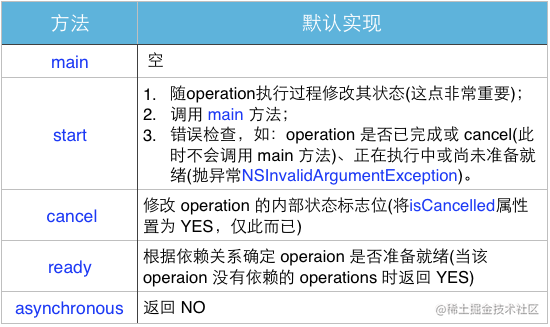 方法 默认实现
main 空
start
1. 随operation执行过程修改其状态(这点非常重要)；
2. 调用 main 方法；
3. 错误检查，如：operation 是否已完成或 cancel(此
时不会调用 main 方法)、正在执行中或尚未准备就
绪(抛异常NSInvalidArgumentException)。
cancel
修改 operation 的内部状态标志位(将isCancelled属性
置为 YES，仅此而已)
ready
根据依赖关系确定 operaion 是否准备就绪(当该
operaion 没有依赖的 operations 时返回 YES)
asynchronous 返回 NO
@稀土掘金技术社区